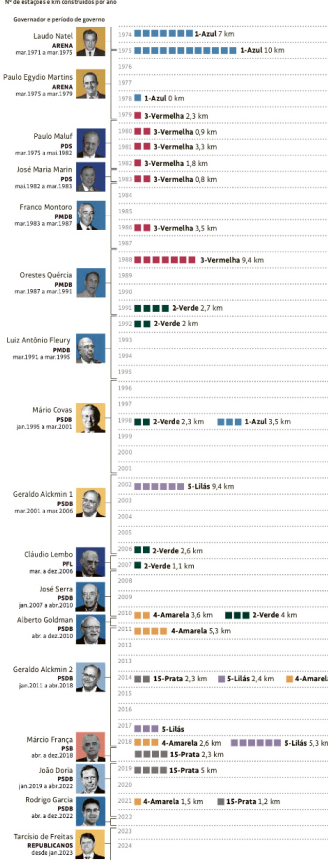 Nº de estações e km construídos por ano
Governador e período de governo
Laudo Natel
ARENA
mar.1971 a mar.1975
1974 1-Azul 7 km
1975 1-Azul 10 km
1976
Paulo Egydio Martins
ARENA
mar.1975 a mar.1979
1977
1978 1-Azul 0 km
1979 3-Vermelha 2,3 km
Paulo Maluf
PDS
mar.1975 a mai.1982
1980 3-Vermelha 0,9 km
1981 3-Vermelha 3,3 km
1982 3-Vermelha 1,8 km
José Maria Marin
PDS
mai.1982 a mar.1983
1983 3-Vermelha 0,8 km
1984
Franco Montoro
PMDB
mar.1983 a mar.1987
1985
1986 3-Vermelha 3,5 km
1987
1988 3-Vermelha 9,4 km
Orestes Quércia
PMDB
mar.1987 a mar.1991
1989
1990
1991 2-Verde 2,7 km
1992 2-Verde 2 km
Luiz Antônio Fleury
PMDB
mar.1991 a mar.1995
1993
1994
1995
1996
1997
Mário Covas
PSDB
jan.1995 a mar.2001
1998 2-Verde 2,3 km 1-Azul 3,5 km
1999
2000
2001
2002 5-Lilás 9,4 km
Geraldo Alckmin 1
PSDB
mar.2001 a mar.2006
2003
2004
2005
2006 2-Verde 2,6 km
Cláudio Lembo
PFL
mar. a dez.2006
2007 2-Verde 1,1 km
2008
José Serra
PSDB
jan.2007 a abr.2010
2009
2010 4-Amarela 3,6 km 2-Verde 4 km
Alberto Goldman
PSDB
abr. a dez.2010
2011 4-Amarela 5,3 km
2012
2013
Geraldo Alckmin 2
PSDB
jan.2011 a abr.2018
2014 15-Prata 2,3 km 5-Lilás 2,4 km 4-Amarel
2015
2016
2017 5-Lilás
Márcio França
PSB
abr. a dez.2018
2018 4-Amarela 2,6 km 5-Lilás 5,3 km
15-Prata 2,3 km
João Doria
PSDB
jan.2019 a abr.2022
2019 15-Prata 5 km
2020
Rodrigo Garcia
PSDB
abr. a dez.2022
2021 4-Amarela 1,5 km 15-Prata 1,2 km
2022
Tarcísio de Freitas
REPUBLICANOS
desde jan.2023
2023
2024